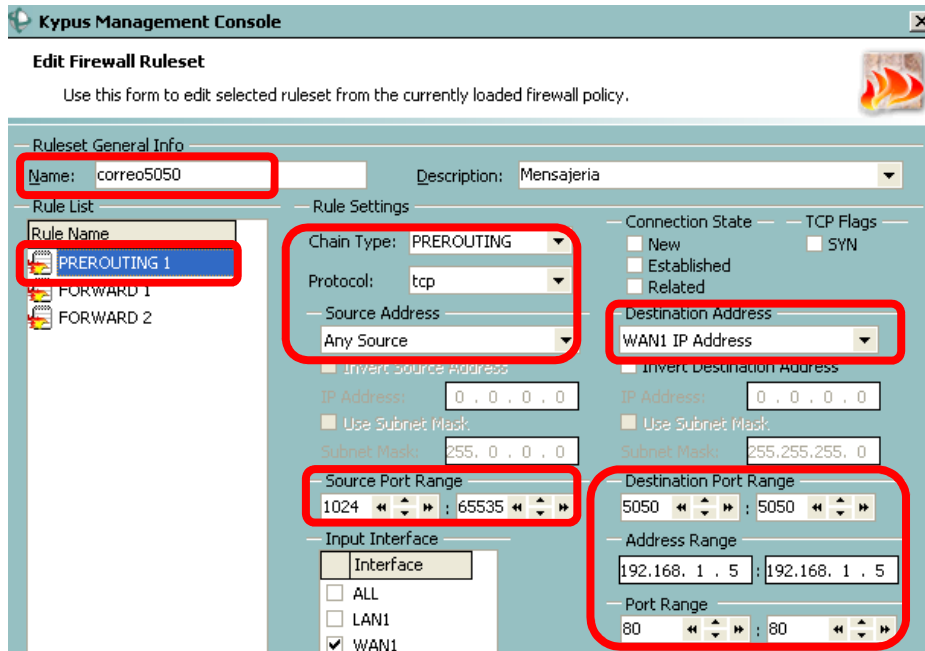 Kypus Management Console
Edit Firewall Ruleset
Use this form to edit selected ruleset from the currently loaded firewall policy.
Ruleset General Info
Name: correo5050 Description: Mensajeria
Rule List
Rule Name
PREROUTING 1
FORWARD 1
FORWARD 2
Rule Settings
Chain Type: PREROUTING
Protocol: tcp
Source Address
Any Source
Invert Source Address
IP Address: 0 . 0 . 0 . 0
Use Subnet Mask
Subnet Mask: 255. 0 . 0 . 0
Source Port Range
1024 : 65535
Input Interface
Interface
ALL
LAN1
WAN1
Connection State TCP Flags
New SYN
Established
Related
Destination Address
WAN1 IP Address
Invert Destination Address
IP Address: 0 . 0 . 0 . 0
Use Subnet Mask
Subnet Mask: 255.255.255. 0
Destination Port Range
5050 : 5050
Address Range
192.168. 1 . 5 : 192.168. 1 . 5
Port Range
80 : 80